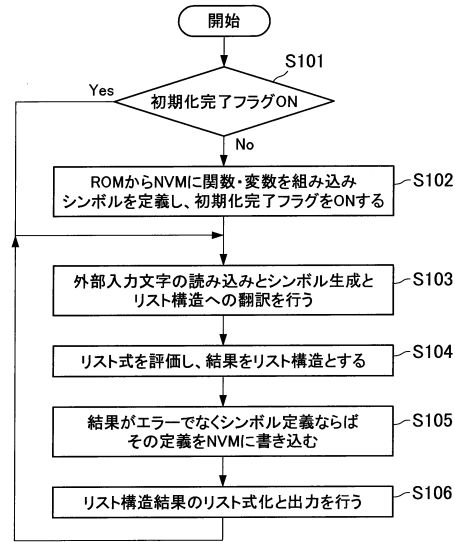 開始
S101
Yes
初期化完了フラグON
No
S102
ROMからNVMに関数・変数を組み込み
シンボルを定義し、初期化完了フラグをONする
S103
外部入力文字の読み込みとシンボル生成と
リスト構造への翻訳を行う
S104
リスト式を評価し、結果をリスト構造とする
S105
結果がエラーでなくシンボル定義ならば
その定義をNVMに書き込む
S106
リスト構造結果のリスト式化と出力を行う